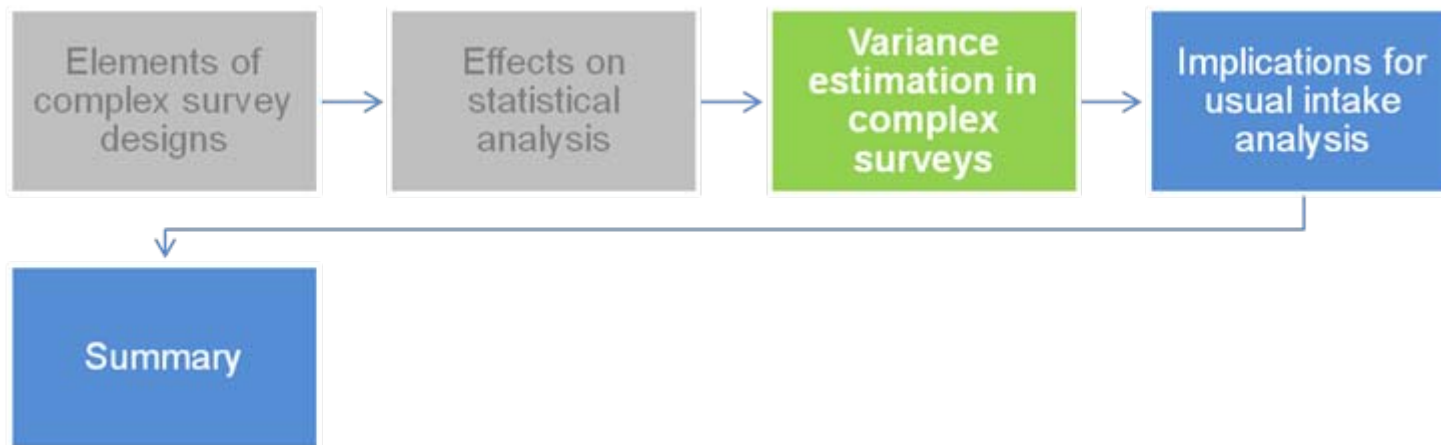 Elements of
complex survey
designs
Effects on
statistical
analysis
Variance
estimation in
complex
surveys
Implications for
usual intake
analysis
Summary